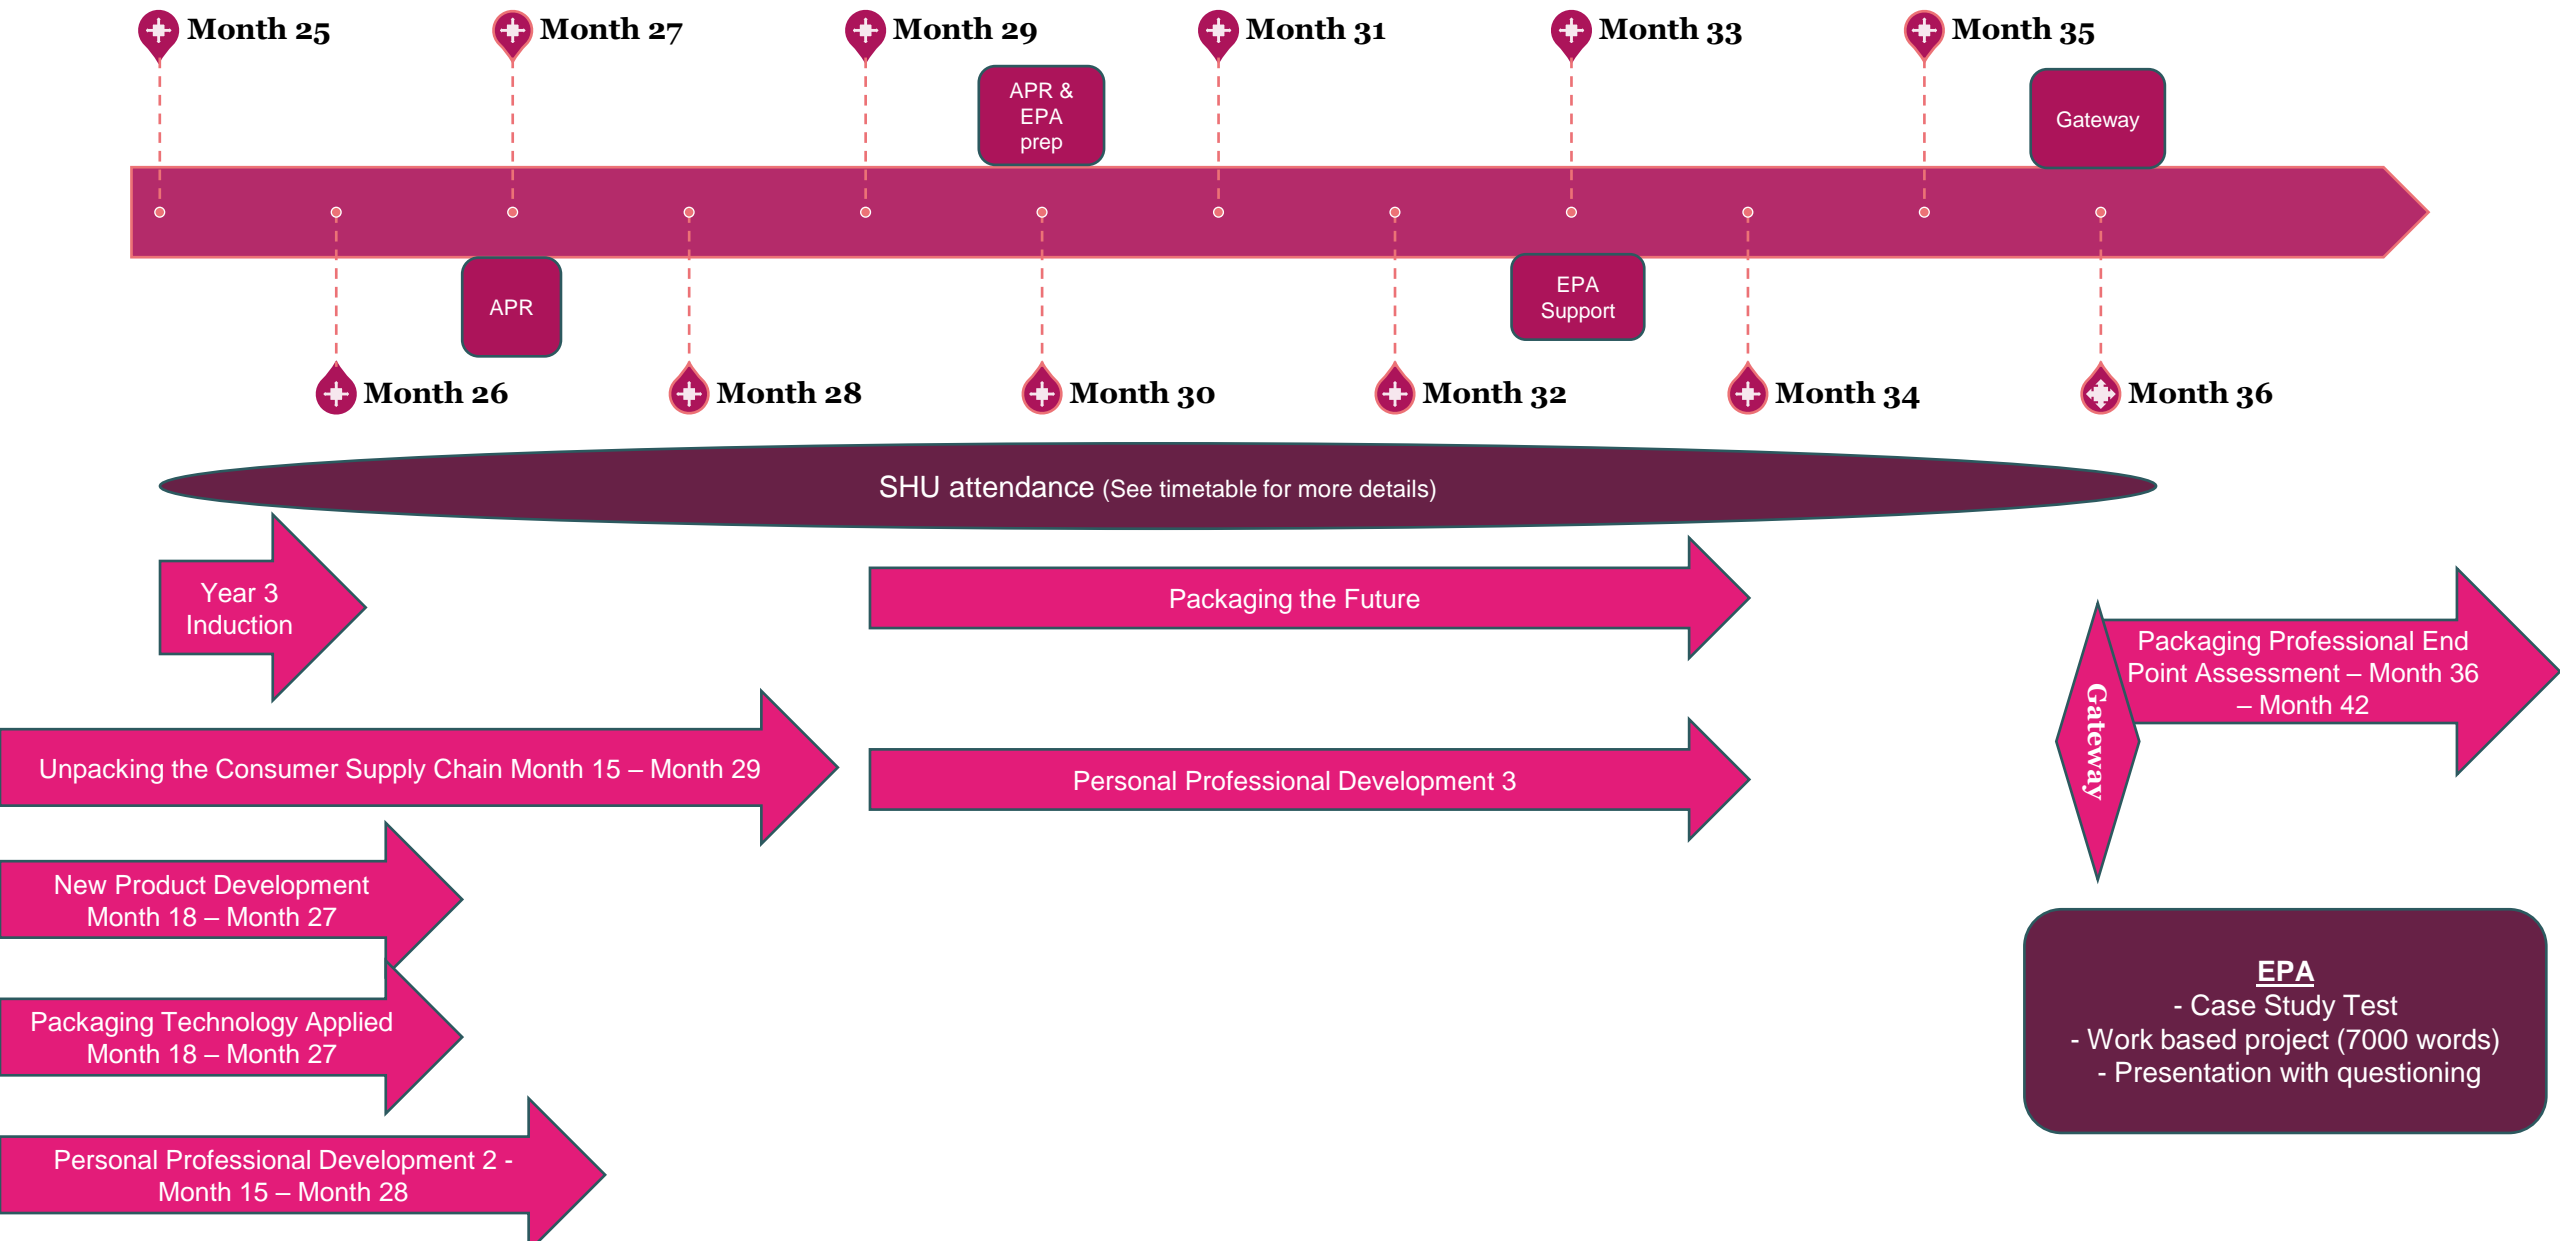 Month 25
Month 27
Month 29
Month 31
Month 33
Month 35
APR &
EPA
prep
Gateway
APR
EPA
Support
Month 26
Month 28
Month 30
Month 32
Month 34
Month 36
SHU attendance (See timetable for more details)
Year 3
Induction
Packaging the Future
Packaging Professional End
Point Assessment – Month 36
– Month 42
Gateway
Unpacking the Consumer Supply Chain Month 15 – Month 29
Personal Professional Development 3
New Product Development
Month 18 – Month 27
Packaging Technology Applied
Month 18 – Month 27
Personal Professional Development 2 -
Month 15 – Month 28
EPA
- Case Study Test
- Work based project (7000 words)
- Presentation with questioning